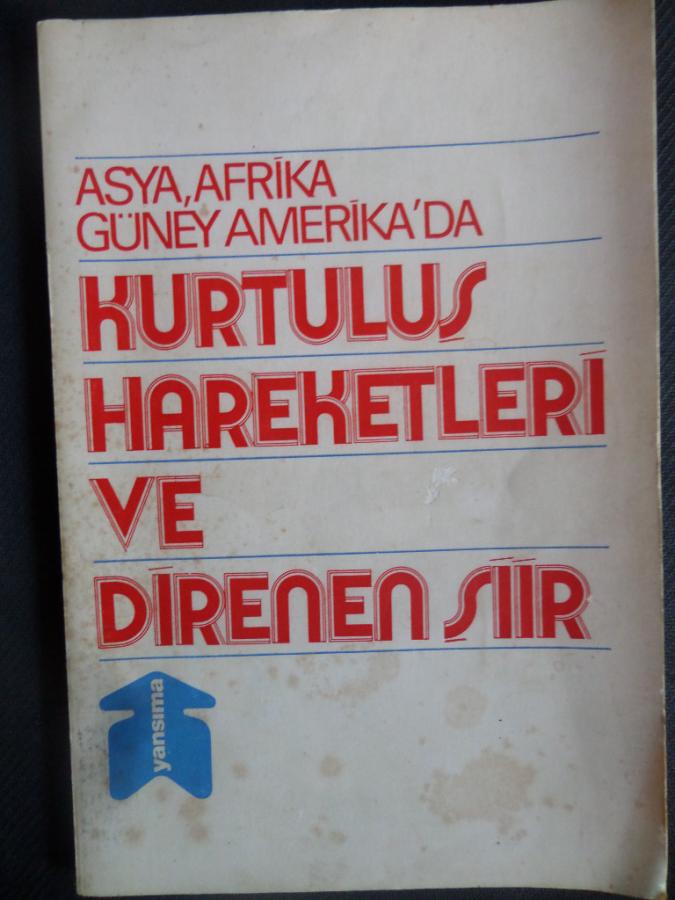 ASYA, AFRİKA
GÜNEY AMERİKA'DA
KURTULUŞ
HAREKETLERİ
VE
DİRENEN ŞİİR
yansıma